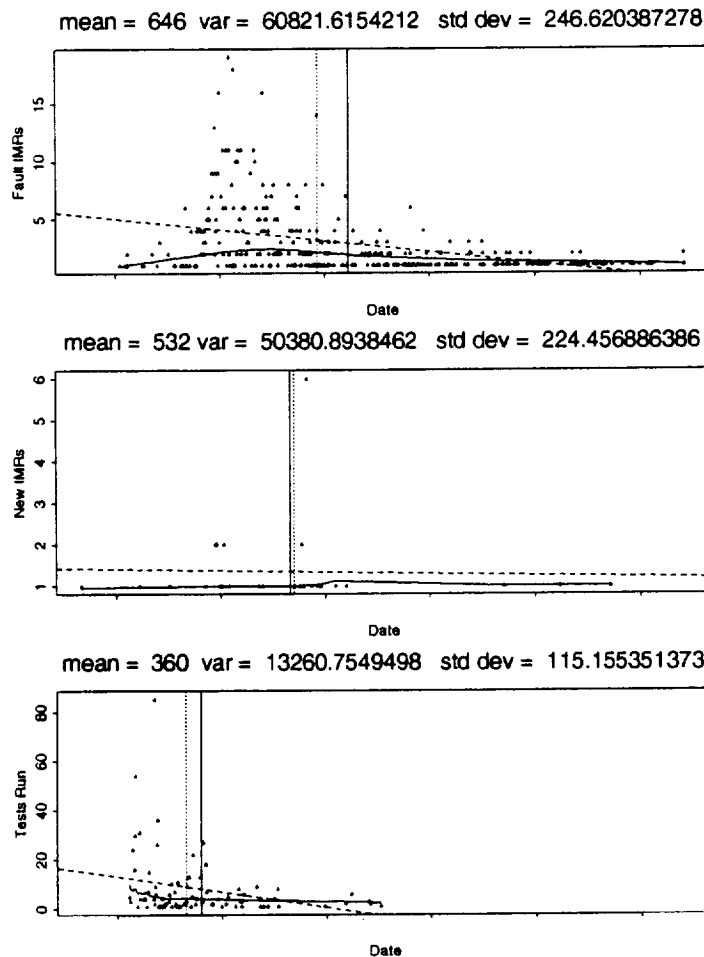 mean = 646 var = 60821.6154212 std dev = 246.620387278
15
10
5
Fault IMRs
Date
mean = 532 var = 50380.8938462 std dev = 224.456886386
6
5
4
3
2
1
New IMRs
Date
mean = 360 var = 13260.7549498 std dev = 115.155351373
80
60
40
20
0
Tests Run
Date